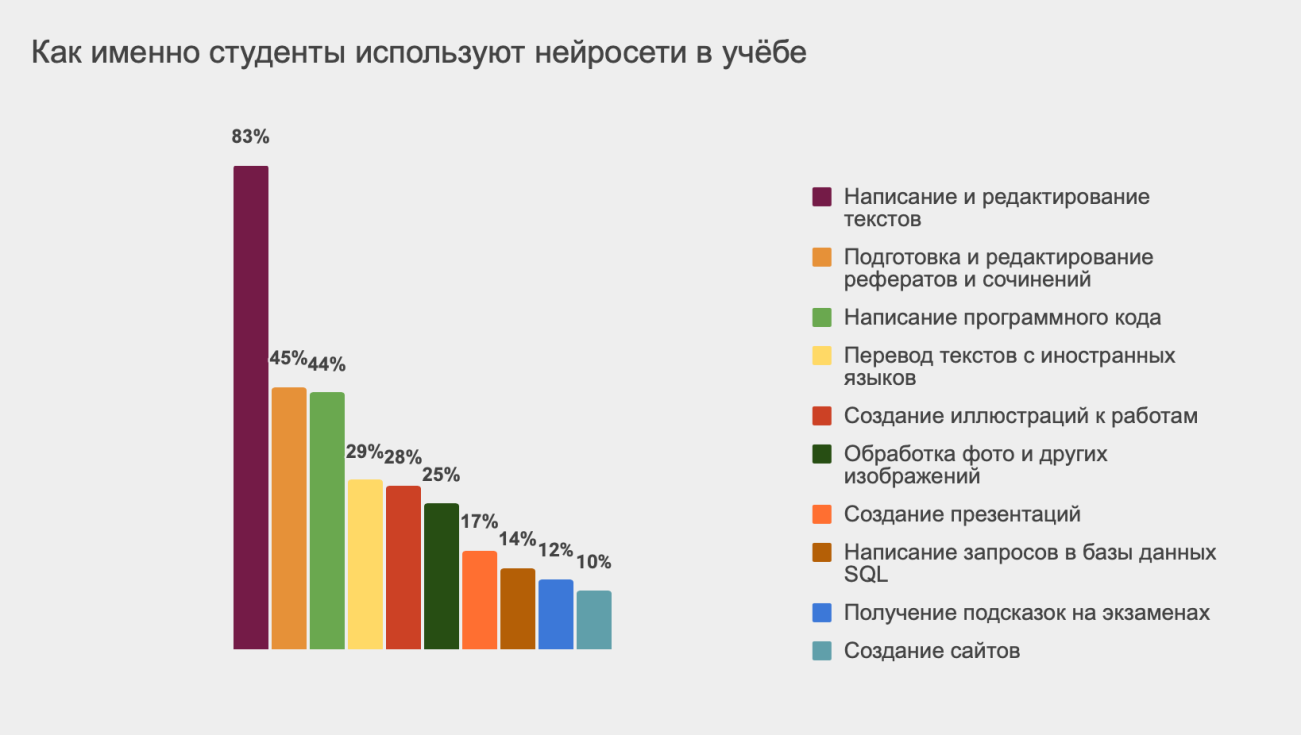 Как именно студенты используют нейросети в учёбе
83%
45%
44%
29%
28%
25%
17%
14%
12%
10%
Написание и редактирование
текстов
Подготовка и редактирование
рефератов и сочинений
Написание программного кода
Перевод текстов с иностранных
языков
Создание иллюстраций к работам
Обработка фото и других
изображений
Создание презентаций
Написание запросов в базы данных
SQL
Получение подсказок на экзаменах
Создание сайтов